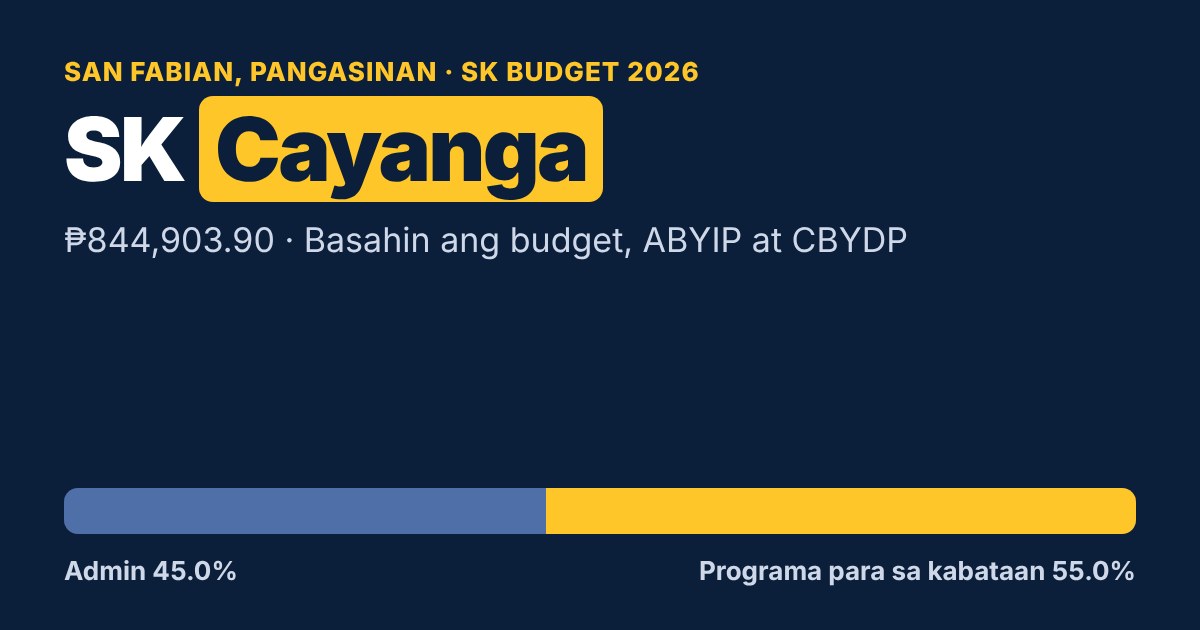 SAN FABIAN, PANGASINAN · SK BUDGET 2026
SK Cayanga
₱844,903.90 · Basahin ang budget, ABYIP at CBYDP
Admin 45.0%
Programa para sa kabataan 55.0%